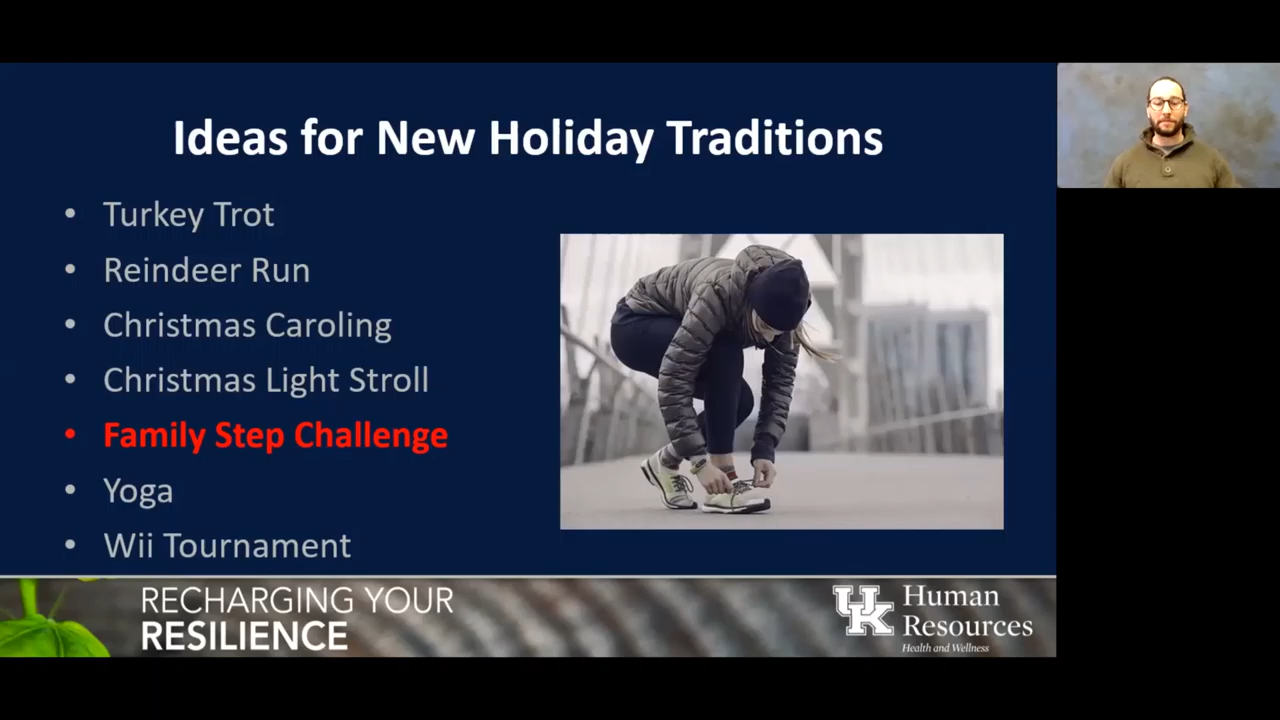 Ideas for New Holiday Traditions
• Turkey Trot
• Reindeer Run
• Christmas Caroling
• Christmas Light Stroll
• Family Step Challenge
• Yoga
• Wii Tournament
RECHARGING YOUR
RESILIENCE
UK
Human
Resources
Health and Wellness